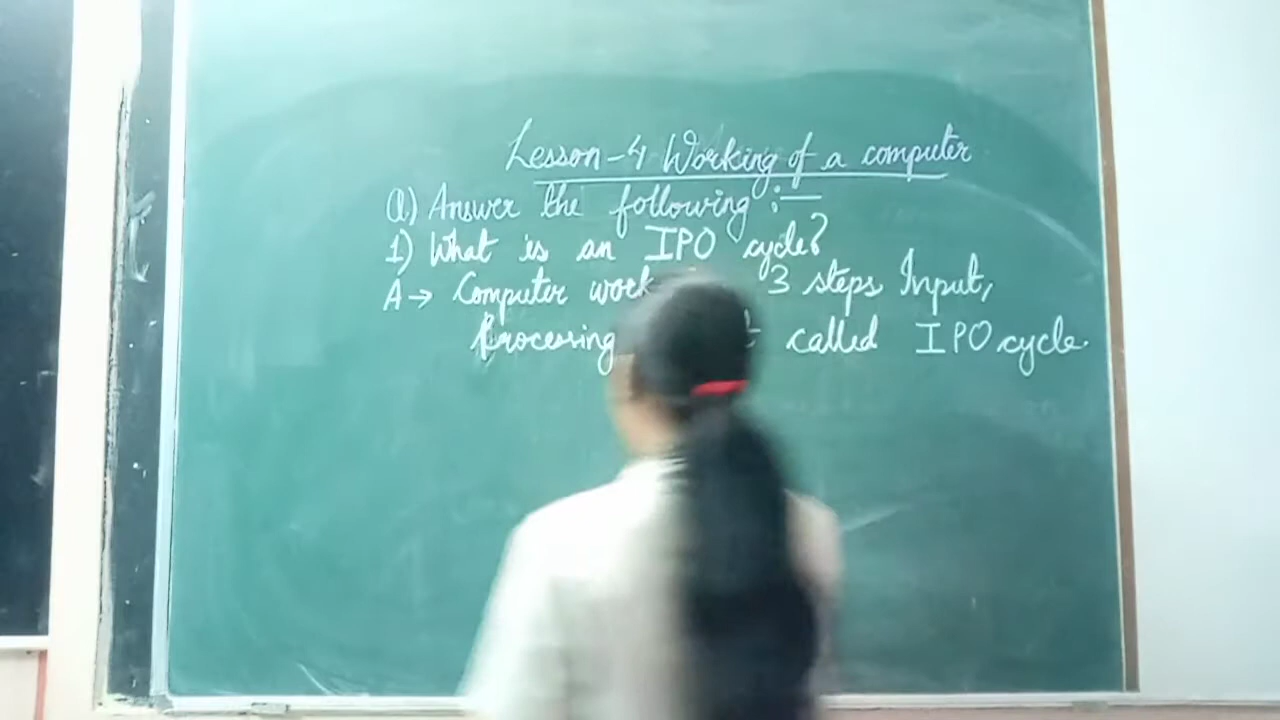 Lesson-4 Working of a computer
Q) Answer the following :—
1) What is an IPO cycle?
A→ Computer 3 steps Input,
Processing called IPO cycle.